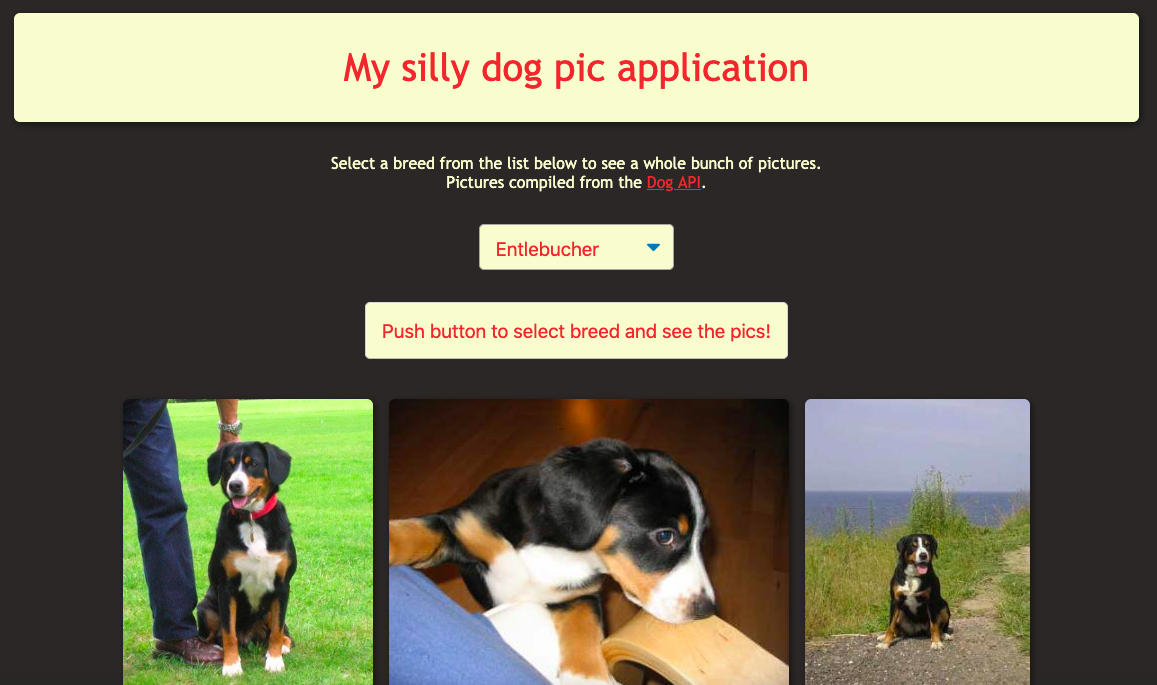 My silly dog pic application
Select a breed from the list below to see a whole bunch of pictures.
Pictures compiled from the Dog API.
Entlebucher
Push button to select breed and see the pics!